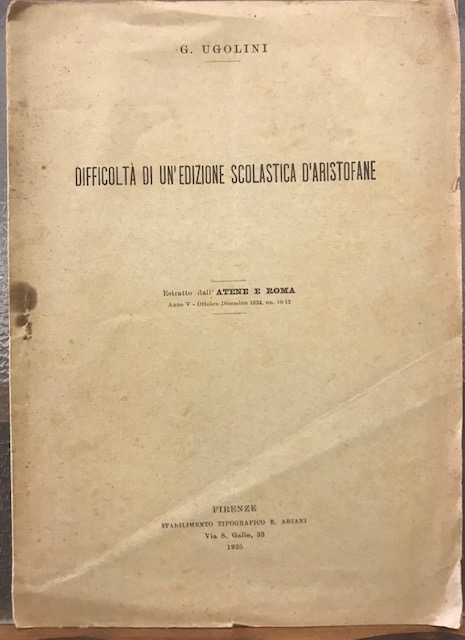 G. UGOLINI
DIFFICOLTÀ DI UN'EDIZIONE SCOLASTICA D'ARISTOFANE
Estratto dall' ATENE E ROMA
Anno V - Ottobre-Dicembre 1924, nn. 10-12
FIRENZE
STABILIMENTO TIPOGRAFICO E. ARIANI
Via S. Gallo, 33
1925